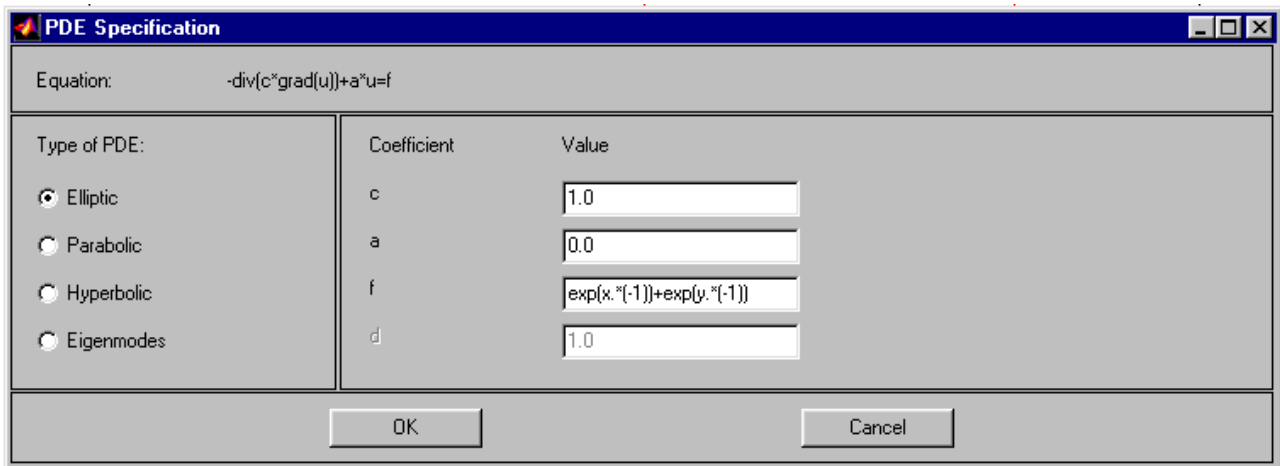 PDE Specification
Equation: -div(c*grad(u))+a*u=f
Type of PDE: Coefficient Value
Elliptic c 1.0
Parabolic a 0.0
Hyperbolic f exp(x.*(-1))+exp(y.*(-1))
Eigenmodes d 1.0
OK Cancel